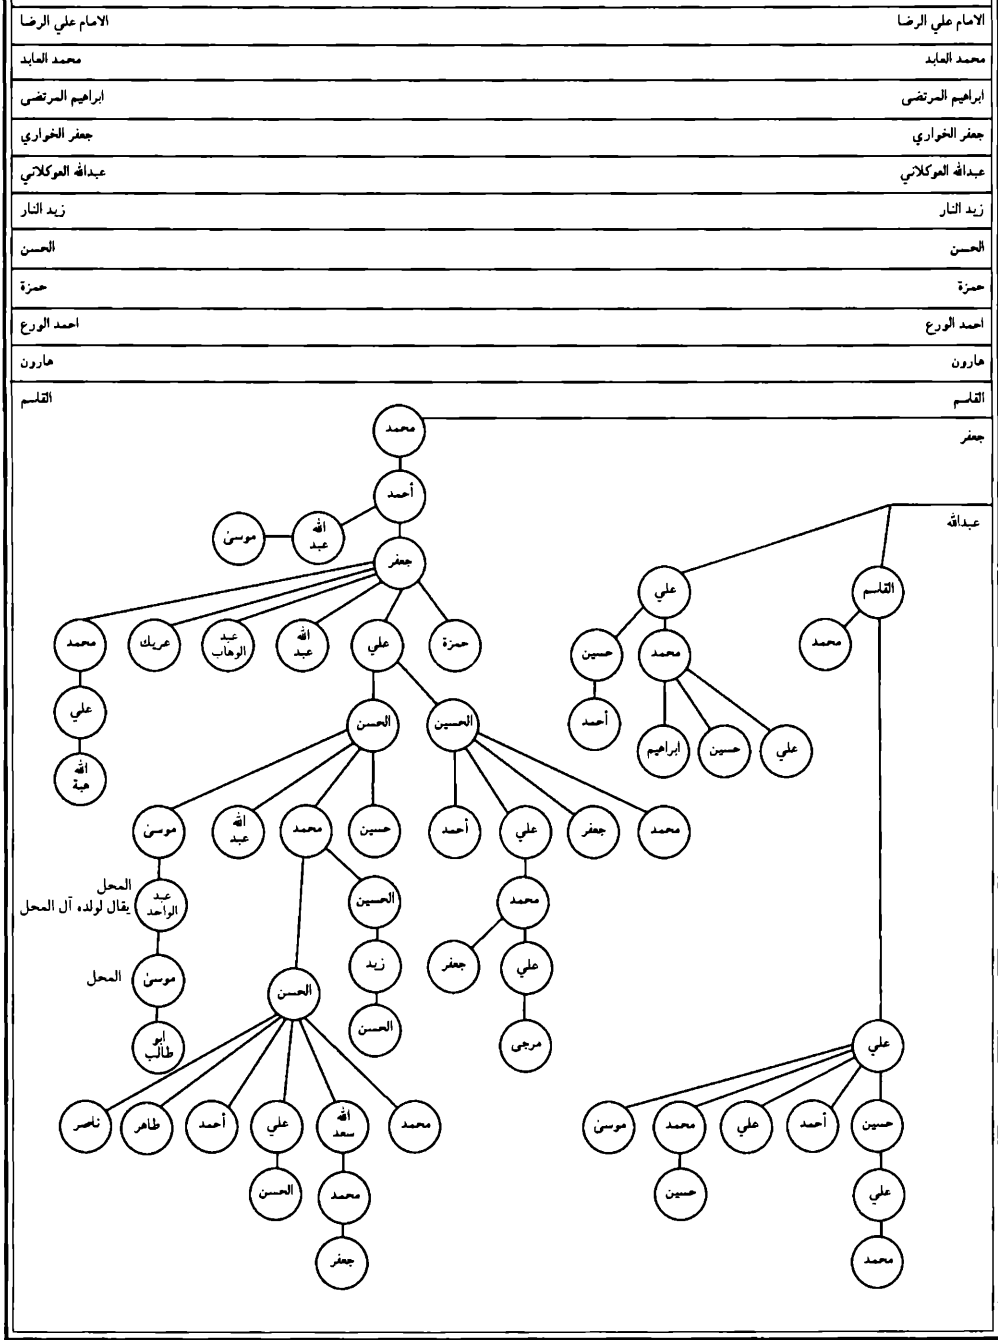 الامام علي الرضا	الامام علي الرضا
محمد العابد	محمد العابد
ابراهيم المرتضى	ابراهيم المرتضى
جعفر الخواري	جعفر الخواري
عبدالله العوكلاني	عبدالله العوكلاني
زيد النار	زيد النار
الحسن	الحسن
حمزة	حمزة
احمد الورع	احمد الورع
هارون	هارون
القاسم	القاسم
محمد
جعفر
أحمد
عبدالله
الله
عبد
موسىٰ
جعفر
القاسم
علي
محمد
محمد
حسين
حمزة
علي
الله
عبد
عبد
الوهاب
عريك
محمد
علي
أحمد
الحسين
الحسن
علي
حسين
ابراهيم
الله
هبة
محمد
جعفر
علي
أحمد
حسين
محمد
الله
عبد
موسىٰ
المحل
يقال لولده آل المحل
عبد
الواحد
محمد
الحسين
علي
جعفر
زيد
المحل
موسىٰ
الحسن
مرجى
الحسن
ابو
طالب
علي
حسين
أحمد
علي
محمد
موسىٰ
محمد
الله
سعد
علي
أحمد
طاهر
ناصر
علي
حسين
محمد
الحسن
محمد
جعفر